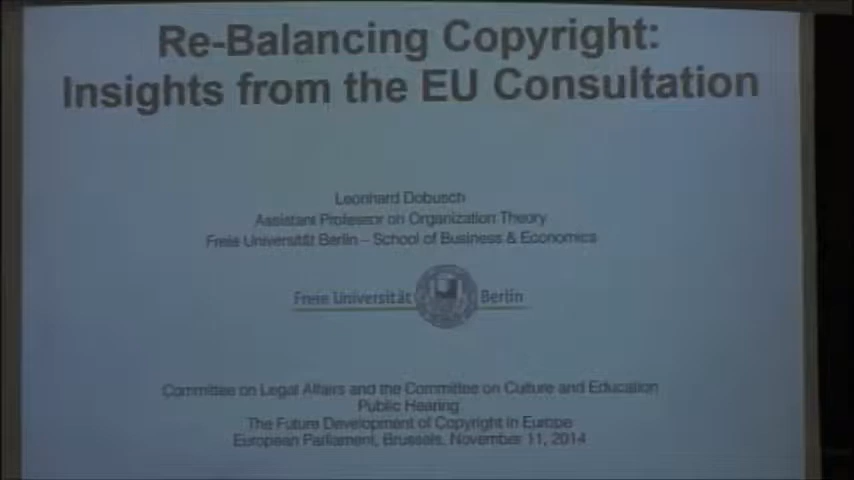 Re-Balancing Copyright:
Insights from the EU Consultation
Leonhard Dobusch
Assistant Professor on Organization Theory
Freie Universität Berlin – School of Business & Economics
Freie Universität Berlin
Committee on Legal Affairs and the Committee on Culture and Education
Public Hearing
The Future Development of Copyright in Europe
European Parliament, Brussels, November 11, 2014